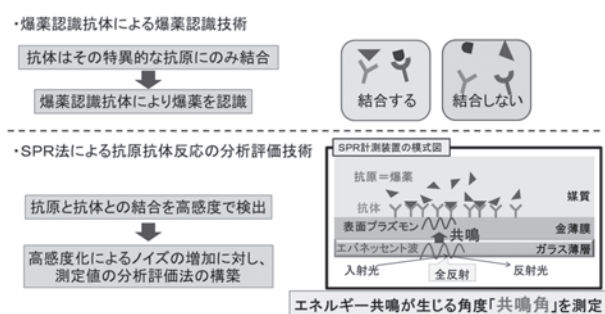 ・爆薬認識抗体による爆薬認識技術
抗体はその特異的な抗原にのみ結合
爆薬認識抗体により爆薬を認識
結合する
結合しない
・SPR法による抗原抗体反応の分析評価技術
抗原と抗体との結合を高感度で検出
高感度化によるノイズの増加に対し、
測定値の分析評価法の構築
SPR計測装置の模式図
抗原＝爆薬
媒質
抗体
表面プラズモン
金薄膜
共鳴
エバネッセント波
ガラス薄層
入射光
全反射
反射光
エネルギー共鳴が生じる角度「共鳴角」を測定